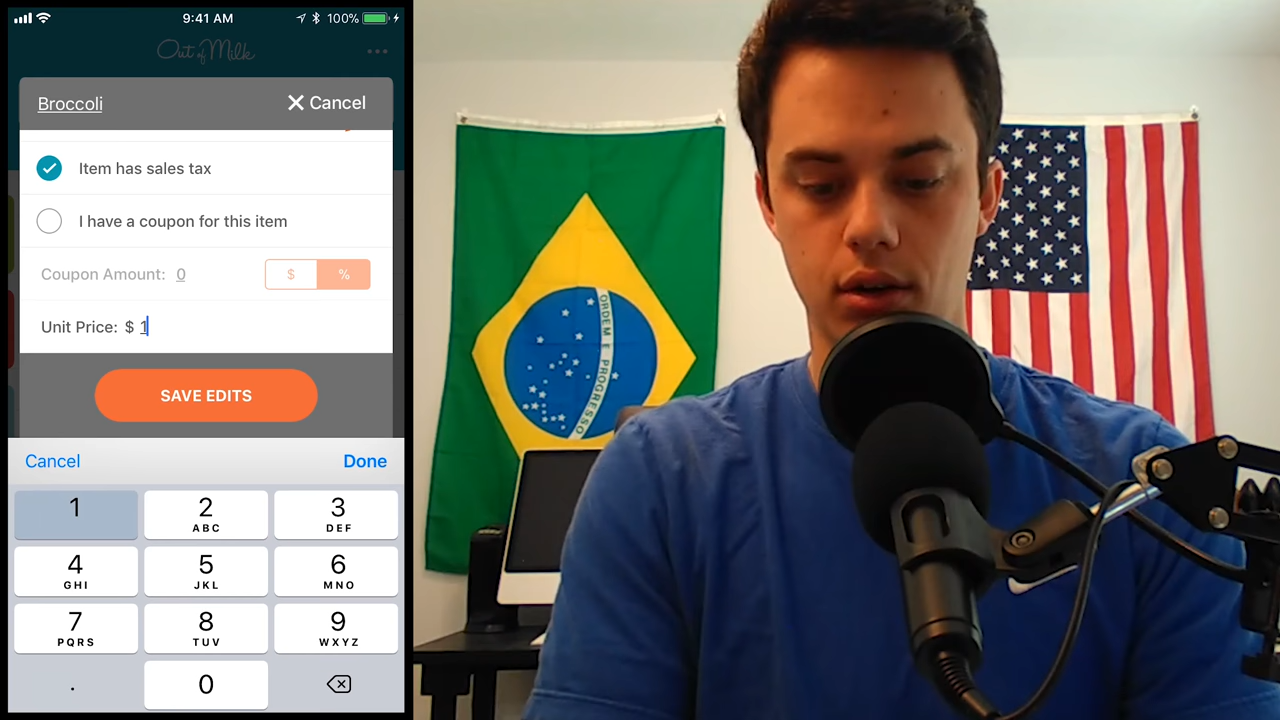 9:41 AM
100%
Out of Milk
Broccoli
Cancel
Item has sales tax
I have a coupon for this item
Coupon Amount: 0
$
%
Unit Price: $ 1
SAVE EDITS
Cancel
Done
1
2
ABC
3
DEF
4
GHI
5
JKL
6
MNO
7
PQRS
8
TUV
9
WXYZ
.
0
ORDEM E PROGRESSO